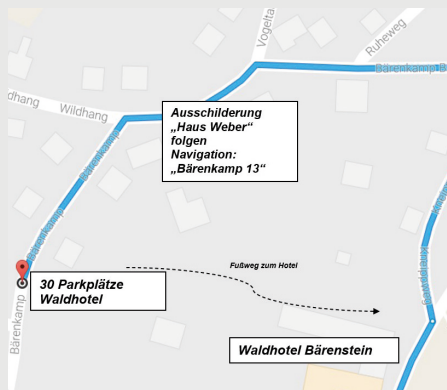 Vogelta
Ruheweg
Bärenkamp B
dhang
Wildhang
Ausschilderung
„Haus Weber“
folgen
Navigation:
„Bärenkamp 13“
Bärenkamp
Bärenkamp
Fußweg zum Hotel
30 Parkplätze
Waldhotel
Bärenkamp
Waldhotel Bärenstein